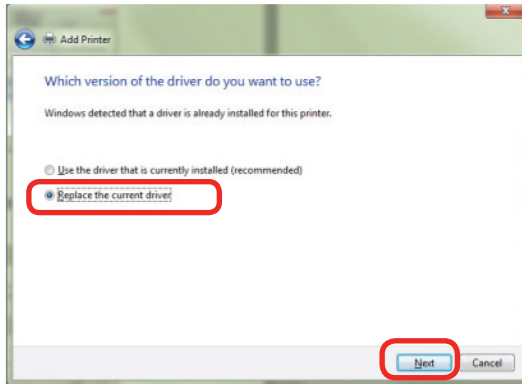 Add Printer
Which version of the driver do you want to use?
Windows detected that a driver is already installed for this printer.
Use the driver that is currently installed (recommended)
Replace the current driver
Next Cancel